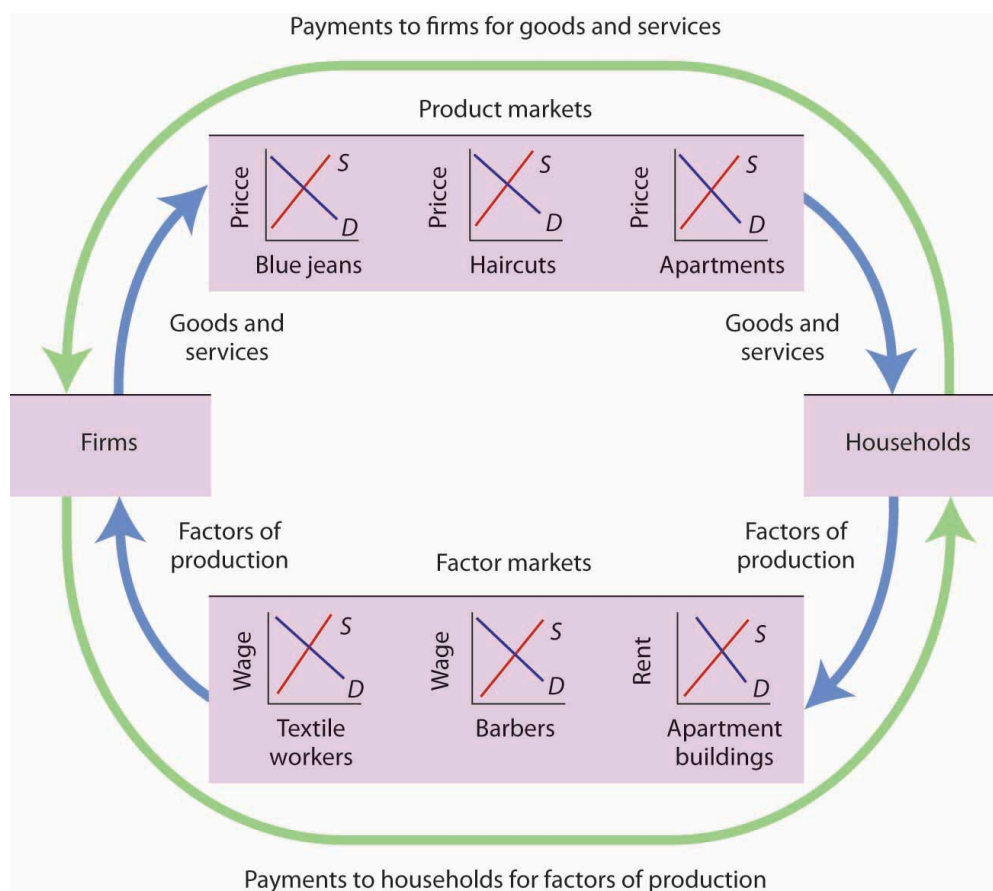 Payments to firms for goods and services
Product markets
Pricce
S
D
Blue jeans
Pricce
S
D
Haircuts
Pricce
S
D
Apartments
Goods and
services
Goods and
services
Firms
Households
Factors of
production
Factors of
production
Factor markets
Wage
S
D
Textile
workers
Wage
S
D
Barbers
Rent
S
D
Apartment
buildings
Payments to households for factors of production